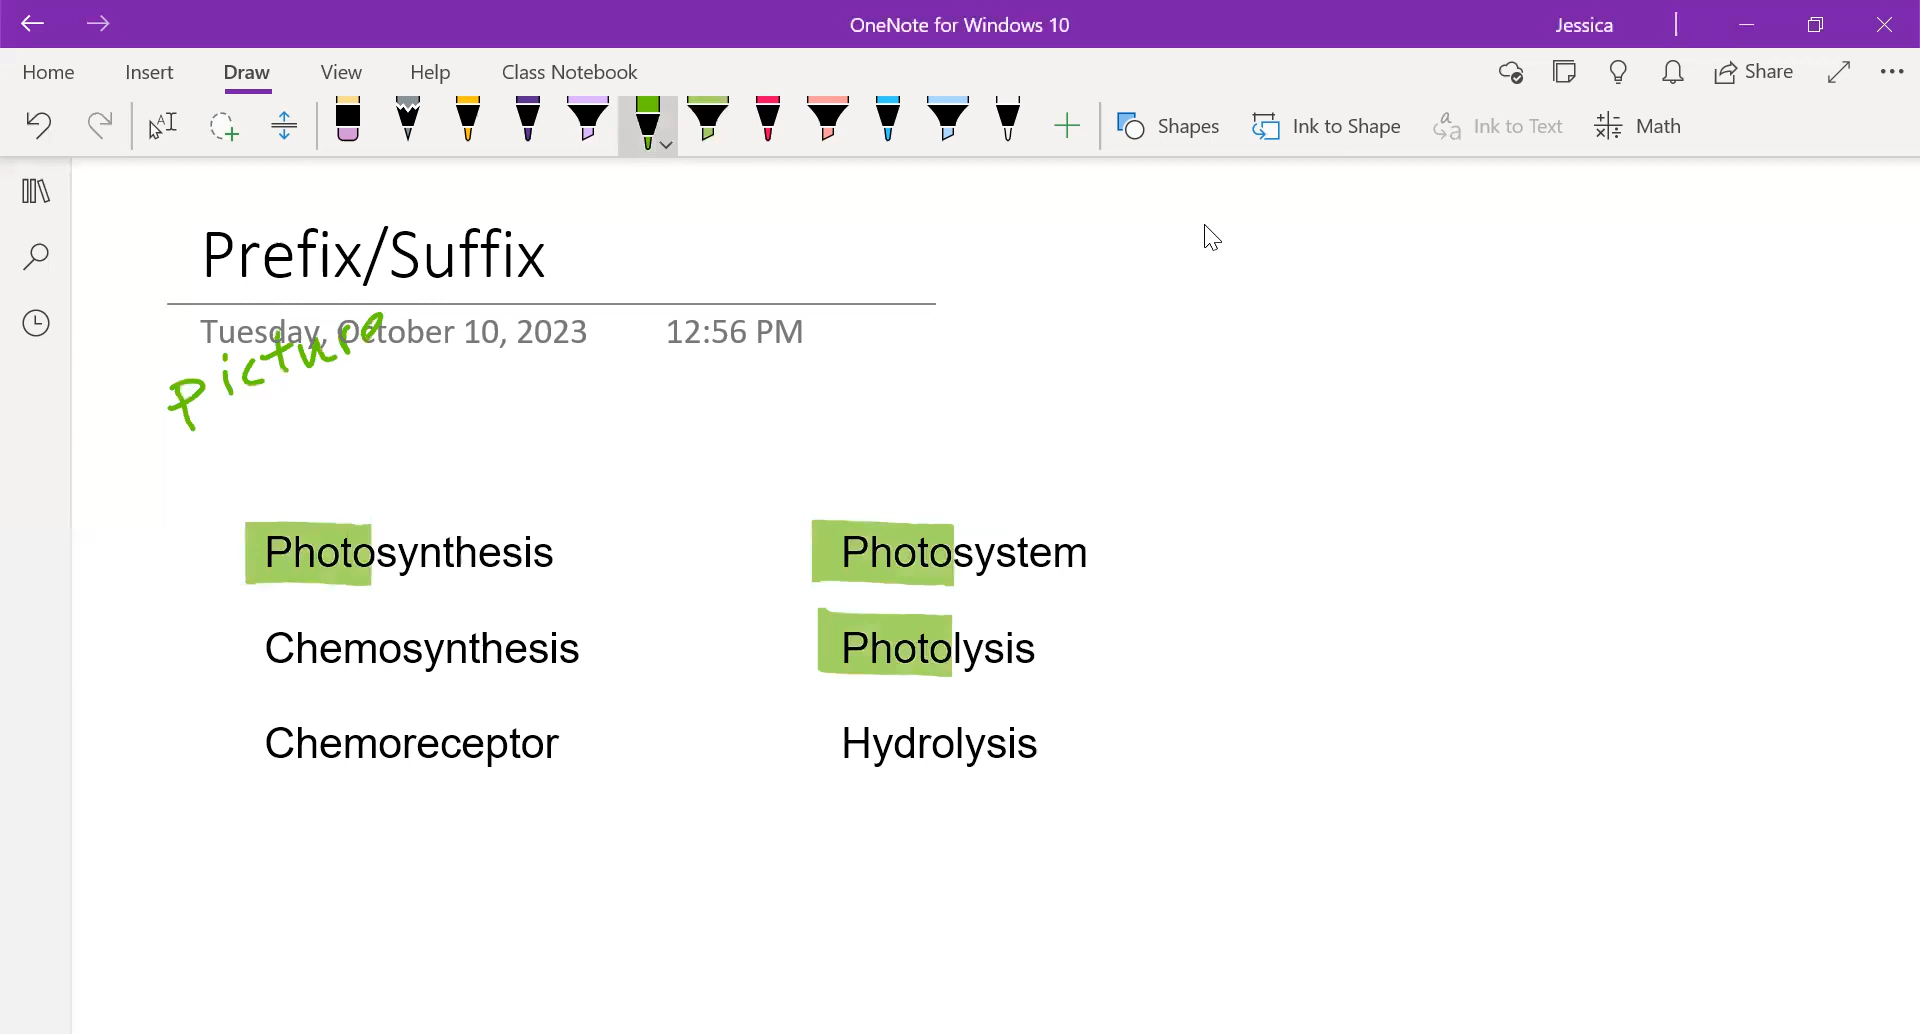 OneNote for Windows 10
Jessica
Home Insert Draw View Help Class Notebook
Share
Shapes Ink to Shape Ink to Text Math
Prefix/Suffix
Tuesday, October 10, 2023 12:56 PM
picture
Photosynthesis Photosystem
Chemosynthesis Photolysis
Chemoreceptor Hydrolysis